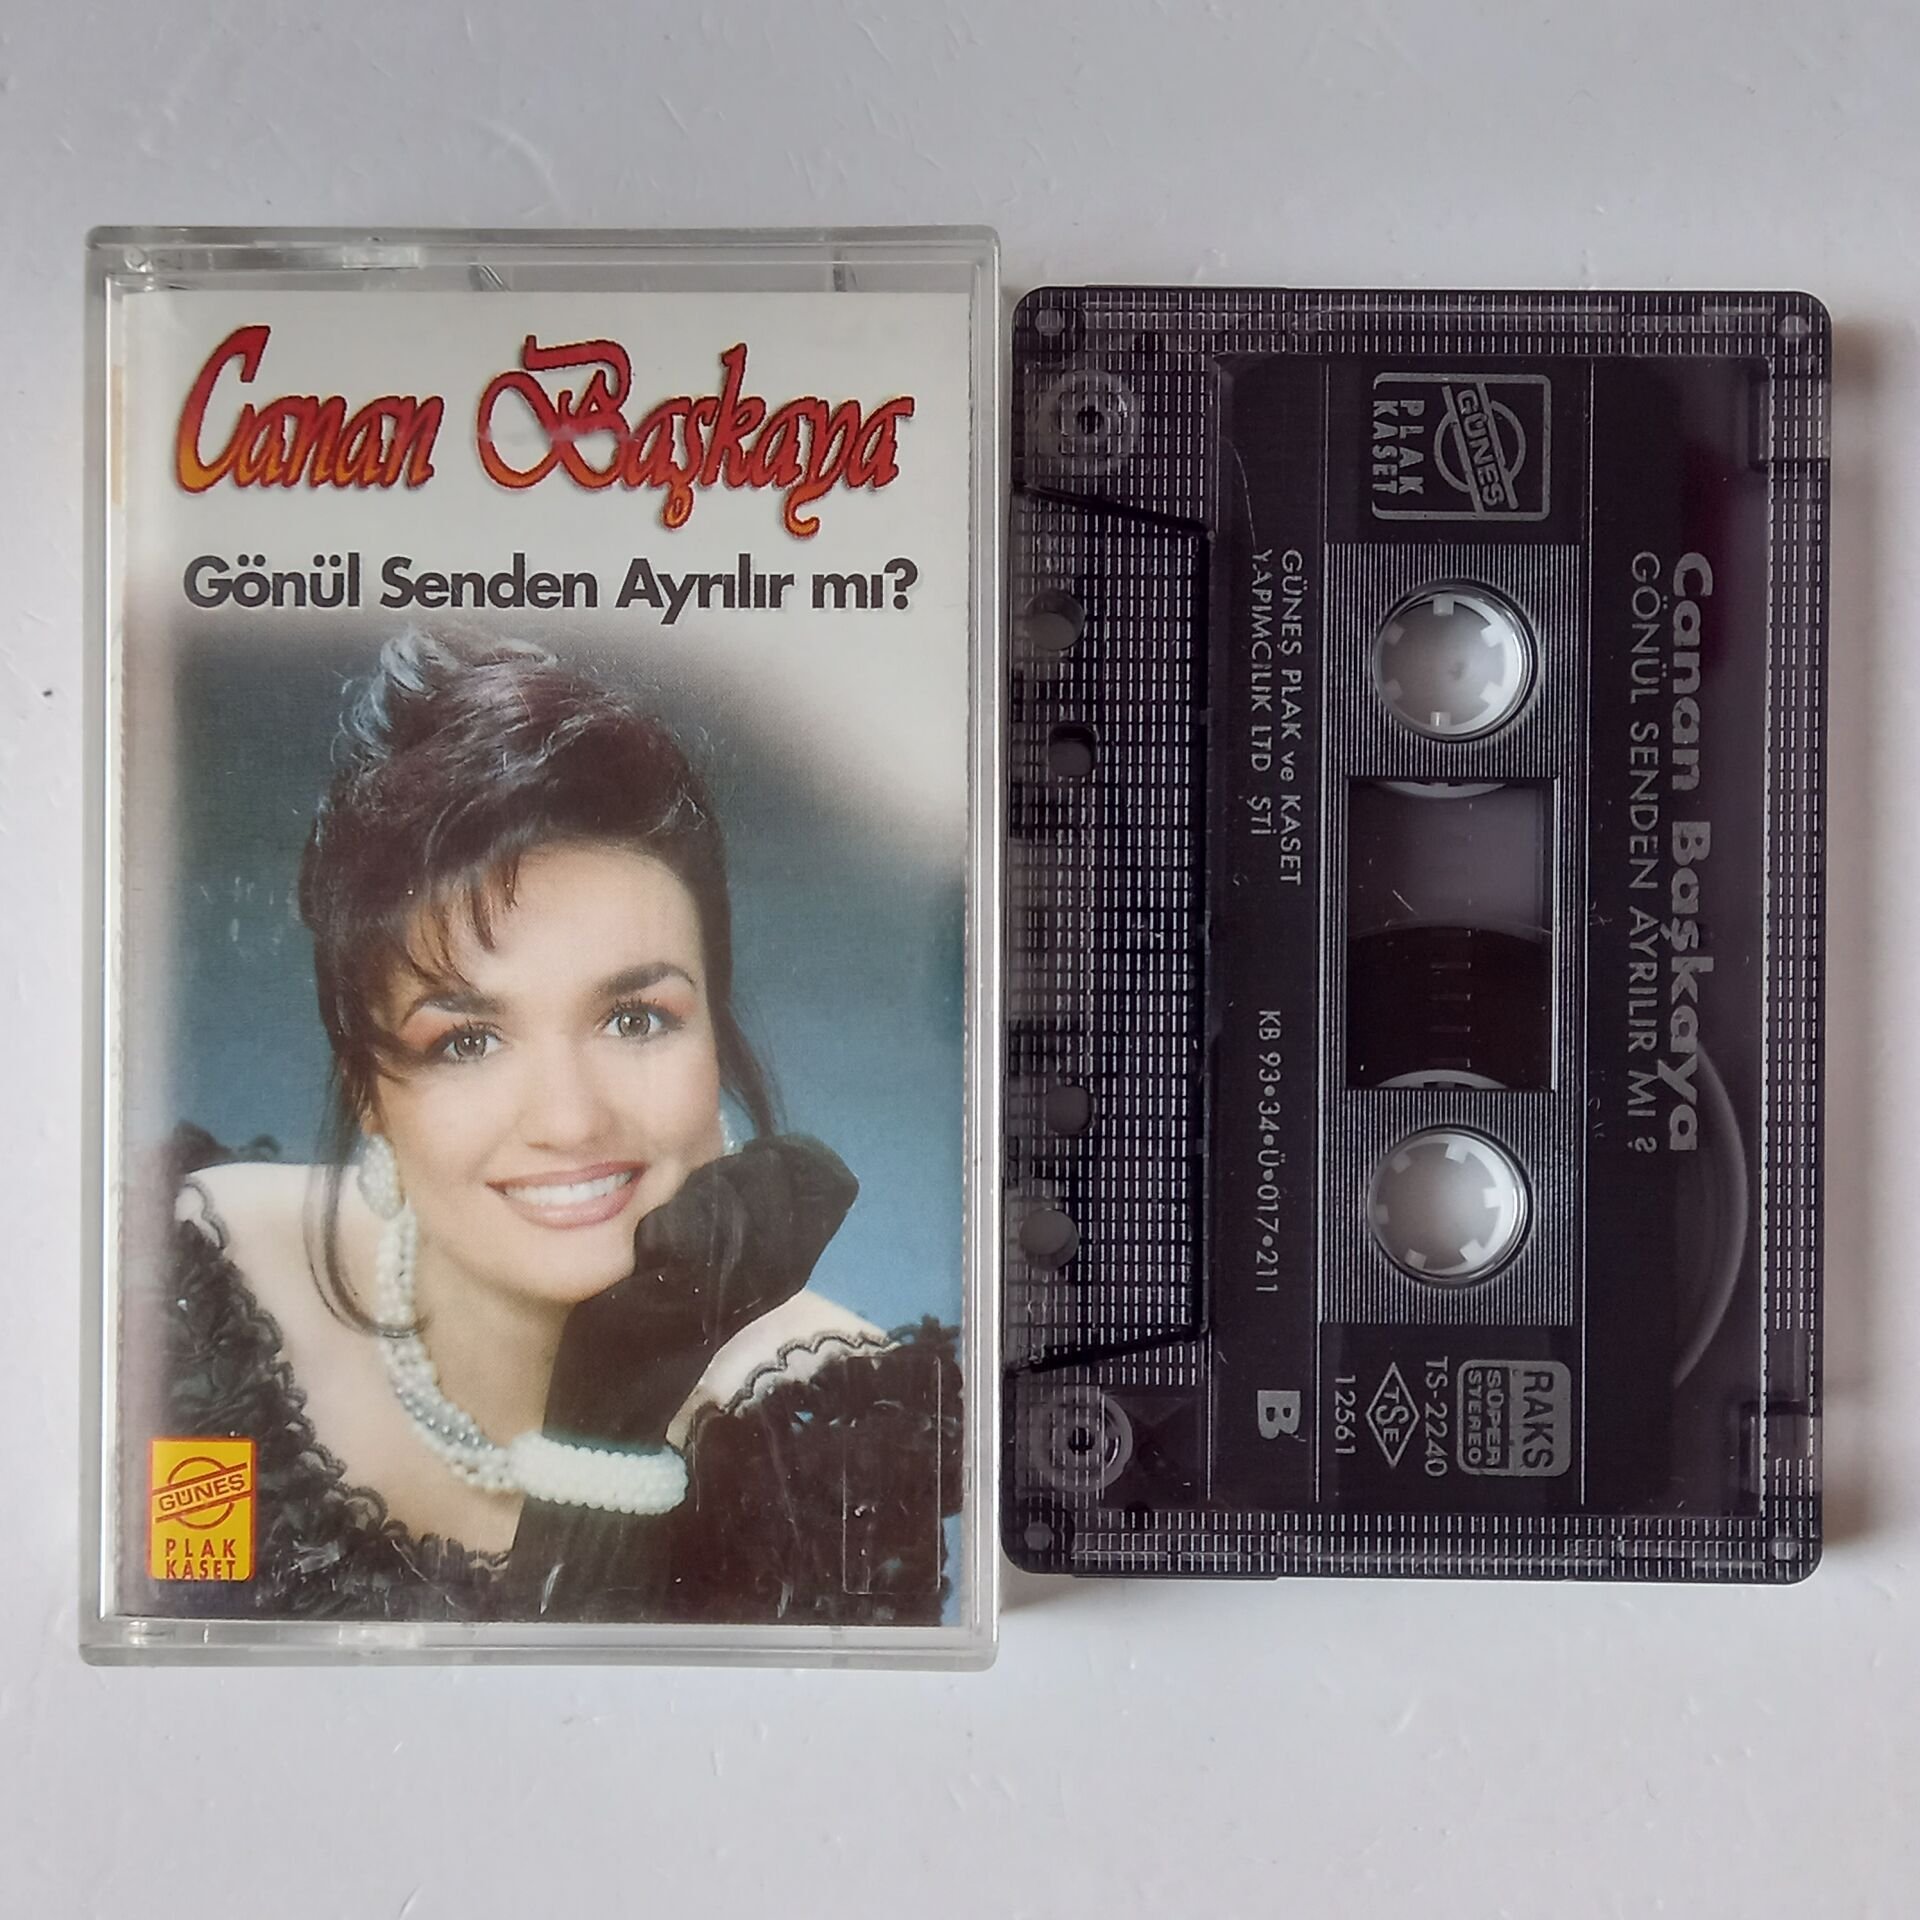 Canan Başkaya
Gönül Senden Ayrılır mı?
GÜNEŞ
PLAK
KASET
Canan Başkaya
GÖNÜL SENDEN AYRILIR MI ?
GÜNEŞ
PLAK
KASET
GÜNEŞ PLAK ve KASET
YAPIMCILIK LTD ŞTİ
KB 93•34•Ü•017•211
B
RAKS
SÜPER
STEREO
TS-2240
TSE
12561